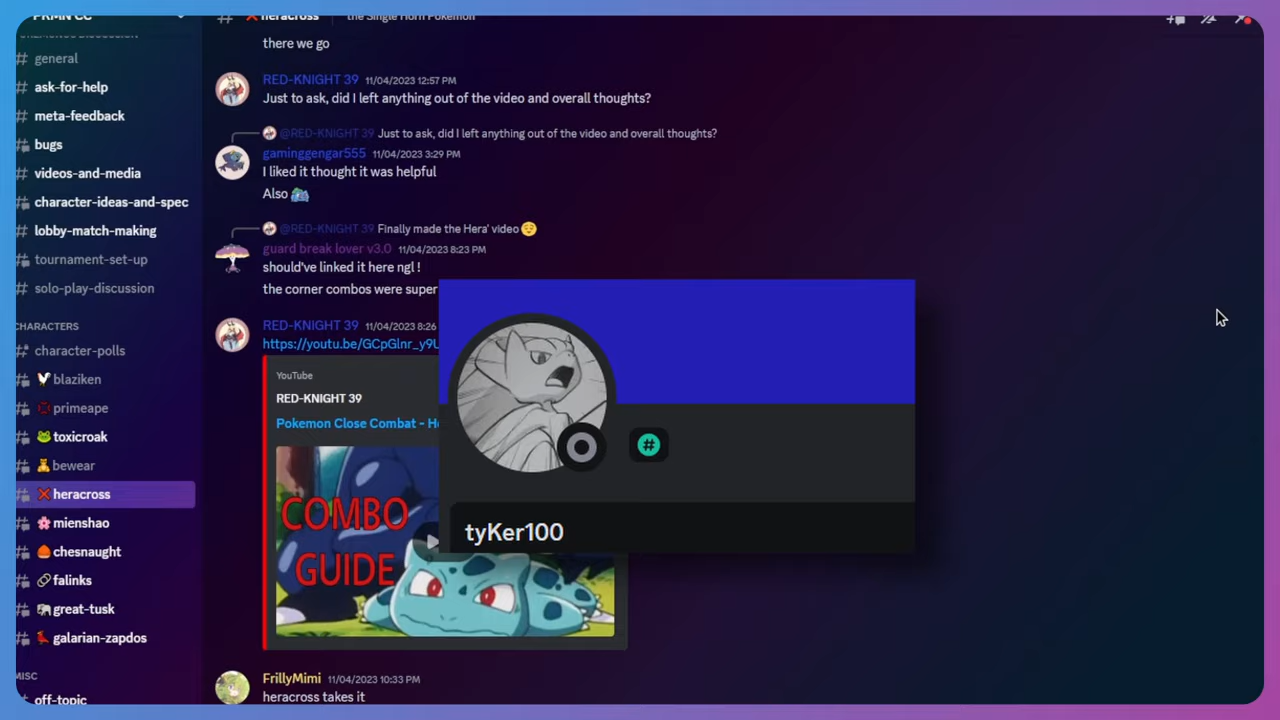 heracross
the Single Horn Pokemon
general
ask-for-help
meta-feedback
bugs
videos-and-media
character-ideas-and-spec
lobby-match-making
tournament-set-up
solo-play-discussion
CHARACTERS
character-polls
blaziken
primeape
toxicroak
bewear
heracross
mienshao
chesnaught
falinks
great-tusk
galarian-zapdos
MISC
off-topic
there we go
RED-KNIGHT 39 11/04/2023 12:57 PM
Just to ask, did I left anything out of the video and overall thoughts?
@RED-KNIGHT 39 Just to ask, did I left anything out of the video and overall thoughts?
gaminggengar555 11/04/2023 3:29 PM
I liked it thought it was helpful
Also
@RED-KNIGHT 39 Finally made the Hera' video
guard break lover v3.0 11/04/2023 8:23 PM
should've linked it here ngl !
the corner combos were super
RED-KNIGHT 39 11/04/2023 8:26
https://youtu.be/GCpGlnr_y9U
YouTube
RED-KNIGHT 39
Pokemon Close Combat - He
COMBO
GUIDE
tyKer100
FrillyMimi 11/04/2023 10:33 PM
heracross takes it